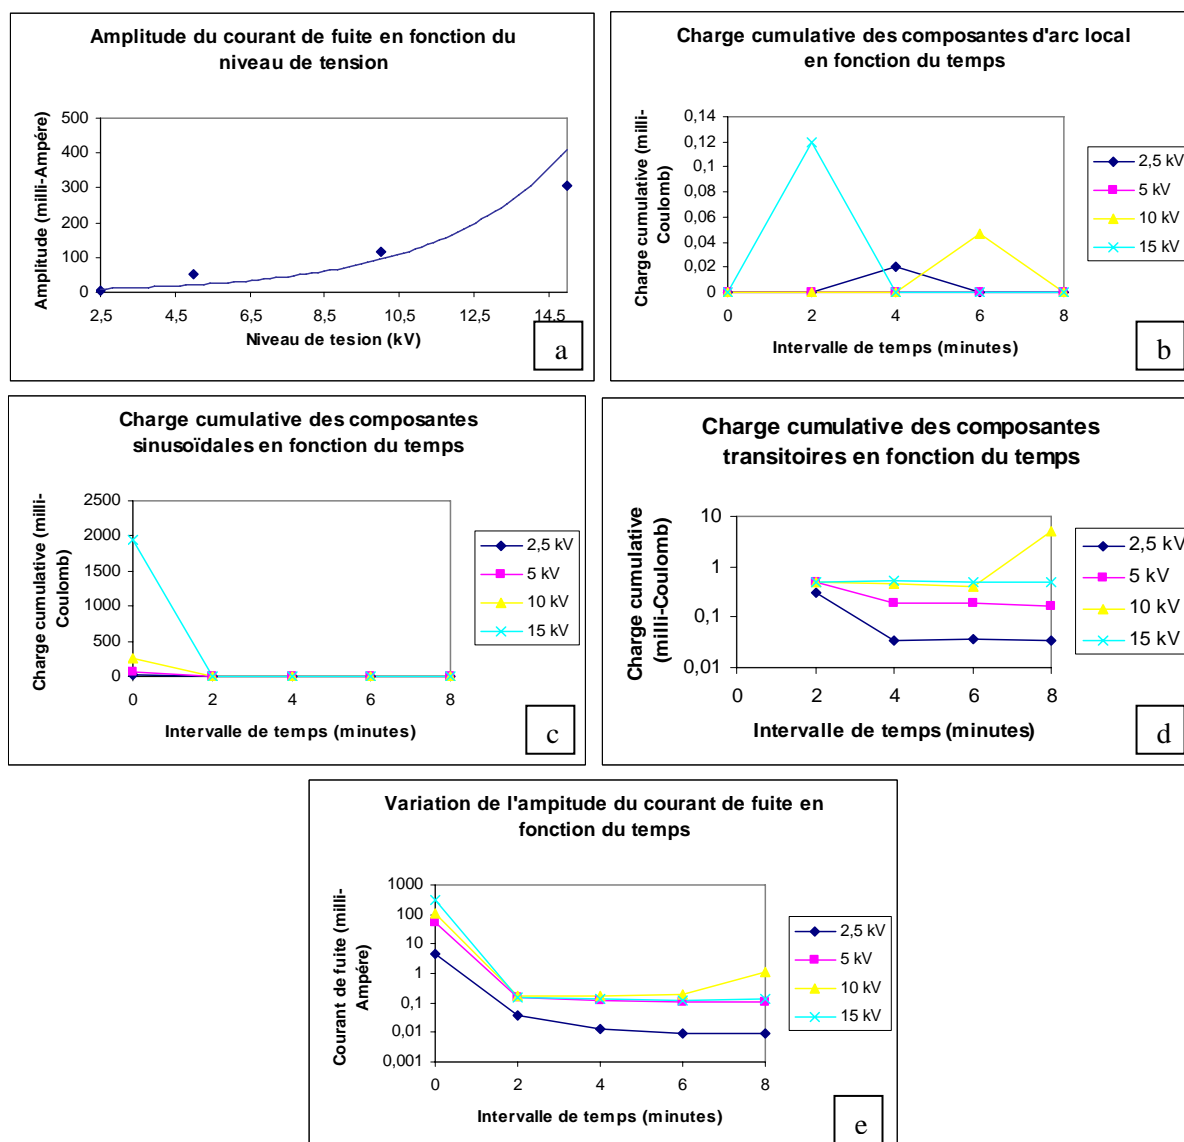 Amplitude du courant de fuite en fonction du
niveau de tension
Amplitude (milli-Ampére)
500
400
300
200
100
0
2,5 4,5 6,5 8,5 10,5 12,5 14,5
Niveau de tesion (kV)
a
Charge cumulative des composantes d'arc local
en fonction du temps
Charge cumulative (milli-
Coulomb)
0,14
0,12
0,1
0,08
0,06
0,04
0,02
0
0 2 4 6 8
Intervalle de temps (minutes)
2,5 kV
5 kV
10 kV
15 kV
b
Charge cumulative des composantes
sinusoïdales en fonction du temps
Charge cumulative (milli-
Coulomb)
2500
2000
1500
1000
500
0
0 2 4 6 8
Intervalle de temps (minutes)
2,5 kV
5 kV
10 kV
15 kV
c
Charge cumulative des composantes
transitoires en fonction du temps
Charge cumulative
(milli-Coulomb)
10
1
0,1
0,01
0 2 4 6 8
Intervalle de temps (minutes)
2,5 kV
5 kV
10 kV
15 kV
d
Variation de l'ampitude du courant de fuite en
fonction du temps
Courant de fuite (milli-
Ampére)
1000
100
10
1
0,1
0,01
0,001
0 2 4 6 8
Intervalle de temps (minutes)
2,5 kV
5 kV
10 kV
15 kV
e